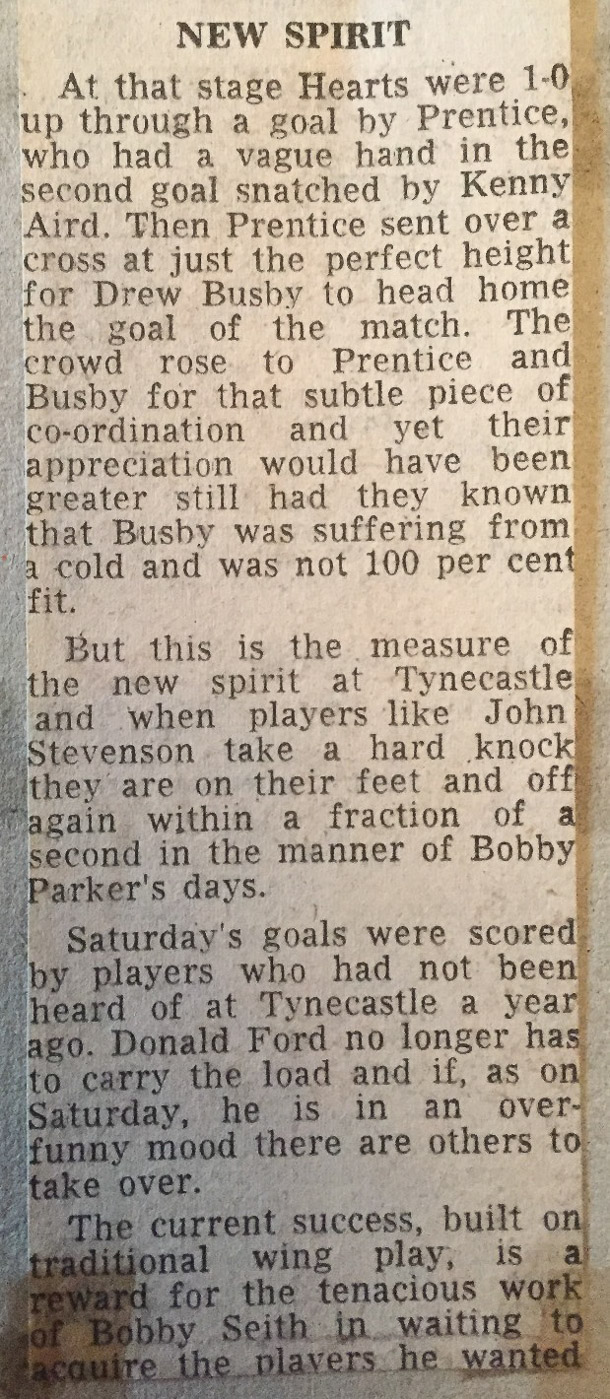 NEW SPIRIT
At that stage Hearts were 1-0
up through a goal by Prentice,
who had a vague hand in the
second goal snatched by Kenny
Aird. Then Prentice sent over a
cross at just the perfect height
for Drew Busby to head home
the goal of the match. The
crowd rose to Prentice and
Busby for that subtle piece of
co-ordination and yet their
appreciation would have been
greater still had they known
that Busby was suffering from
a cold and was not 100 per cent
fit.
But this is the measure of
the new spirit at Tynecastle
and when players like John
Stevenson take a hard knock
they are on their feet and off
again within a fraction of a
second in the manner of Bobby
Parker's days.
Saturday's goals were scored
by players who had not been
heard of at Tynecastle a year
ago. Donald Ford no longer has
to carry the load and if, as on
Saturday, he is in an over-
funny mood there are others to
take over.
The current success, built on
traditional wing play, is a
reward for the tenacious work
of Bobby Seith in waiting to
acquire the players he wanted